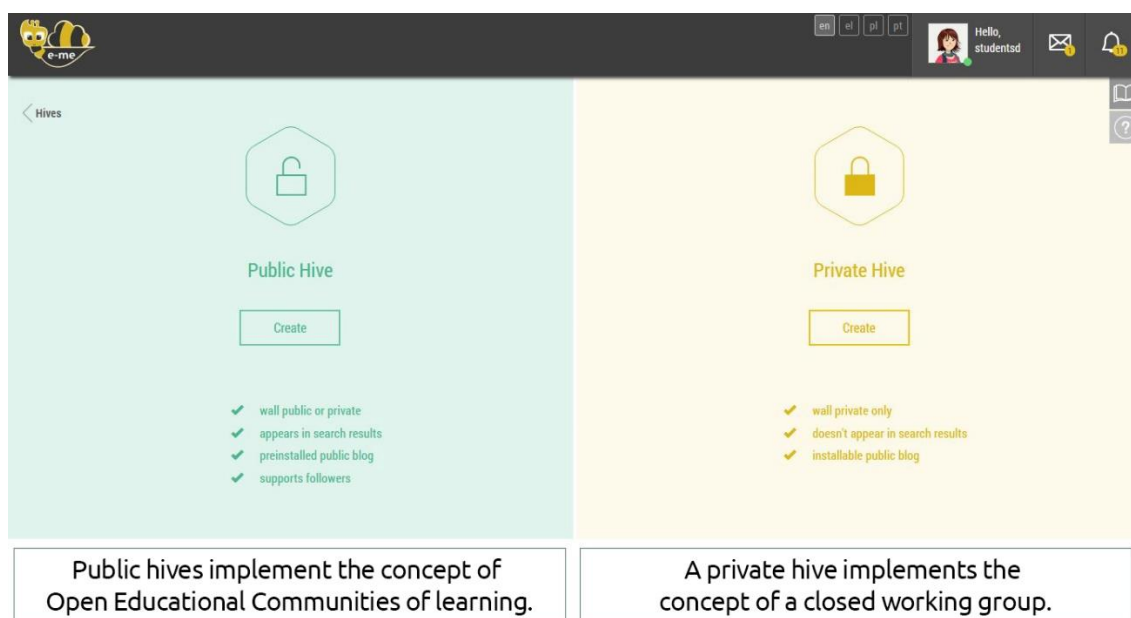 e-me
en el pl pt
Hello,
studentsd
1
11
Hives
?
Public Hive
Create
wall public or private
appears in search results
preinstalled public blog
supports followers
Private Hive
Create
wall private only
doesn't appear in search results
installable public blog
Public hives implement the concept of
Open Educational Communities of learning.
A private hive implements the
concept of a closed working group.